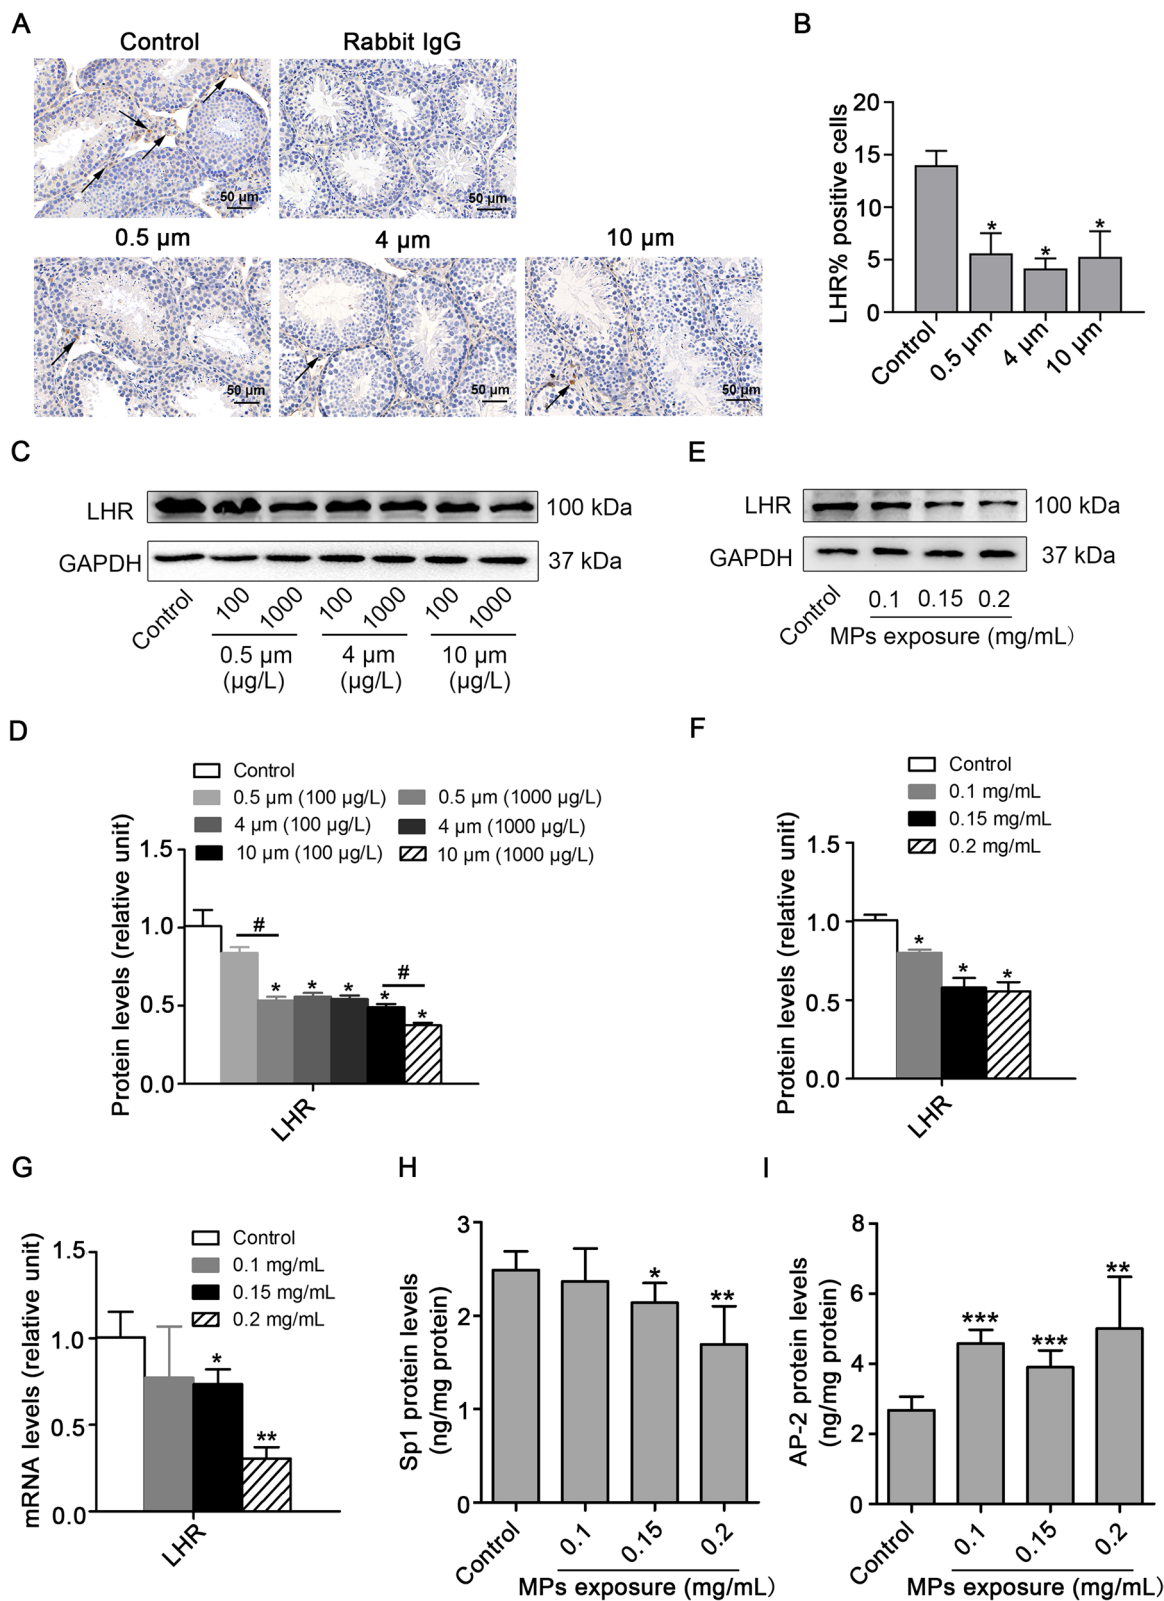 A
Control
Rabbit IgG
50 µm
50 µm
0.5 µm
4 µm
10 µm
50 µm
50 µm
50 µm
B
LHR% positive cells
20
15
10
5
0
*
*
*
Control
0.5 µm
4 µm
10 µm
C
LHR
100 kDa
GAPDH
37 kDa
Control
100
1000
100
1000
100
1000
0.5 µm
4 µm
10 µm
(µg/L)
(µg/L)
(µg/L)
E
LHR
100 kDa
GAPDH
37 kDa
Control
0.1
0.15
0.2
MPs exposure (mg/mL)
D
Control
0.5 µm (100 µg/L)
0.5 µm (1000 µg/L)
4 µm (100 µg/L)
4 µm (1000 µg/L)
10 µm (100 µg/L)
10 µm (1000 µg/L)
Protein levels (relative unit)
1.5
1.0
0.5
0.0
#
*
*
*
*
#
*
LHR
F
Control
0.1 mg/mL
0.15 mg/mL
0.2 mg/mL
Protein levels (relative unit)
1.5
1.0
0.5
0.0
*
*
*
LHR
G
Control
0.1 mg/mL
0.15 mg/mL
0.2 mg/mL
mRNA levels (relative unit)
1.5
1.0
0.5
0.0
*
**
LHR
H
Sp1 protein levels
(ng/mg protein)
3
2
1
0
*
**
Control
0.1
0.15
0.2
MPs exposure (mg/mL)
I
AP-2 protein levels
(ng/mg protein)
8
6
4
2
0
***
***
**
Control
0.1
0.15
0.2
MPs exposure (mg/mL)